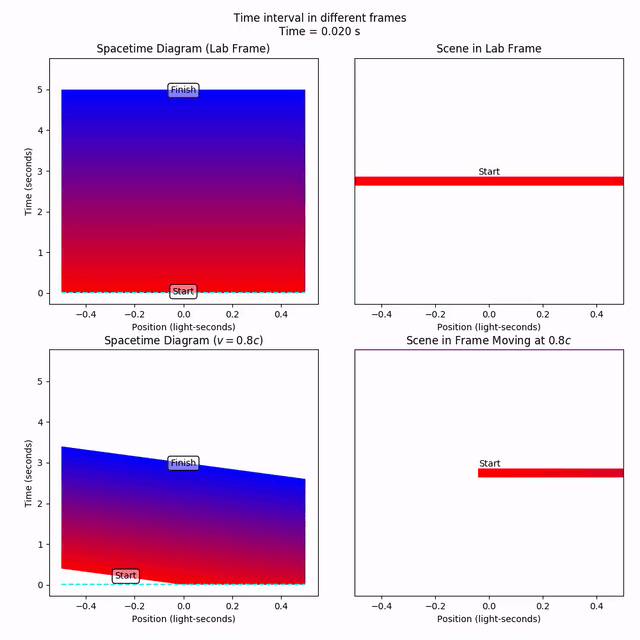 Time interval in different frames
Time = 0.020 s
Spacetime Diagram (Lab Frame)
Time (seconds)
5
4
3
2
1
0
Finish
Start
−0.4 −0.2 0.0 0.2 0.4
Position (light-seconds)
Scene in Lab Frame
Start
−0.4 −0.2 0.0 0.2 0.4
Position (light-seconds)
Spacetime Diagram (v = 0.8c)
Time (seconds)
5
4
3
2
1
0
Finish
Start
−0.4 −0.2 0.0 0.2 0.4
Position (light-seconds)
Scene in Frame Moving at 0.8c
Start
−0.4 −0.2 0.0 0.2 0.4
Position (light-seconds)